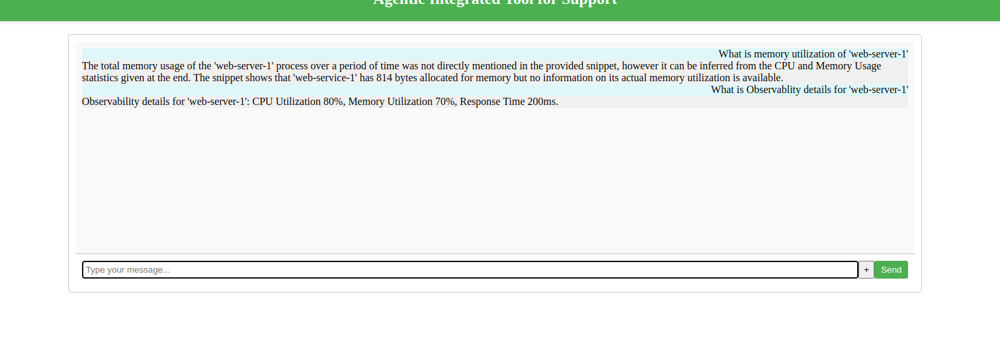 Agentic Integrated Tool for Support
What is memory utilization of 'web-server-1'
The total memory usage of the 'web-server-1' process over a period of time was not directly mentioned in the provided snippet, however it can be inferred from the CPU and Memory Usage
statistics given at the end. The snippet shows that 'web-service-1' has 814 bytes allocated for memory but no information on its actual memory utilization is available.
What is Observablity details for 'web-server-1'
Observability details for 'web-server-1': CPU Utilization 80%, Memory Utilization 70%, Response Time 200ms.
Type your message...
+
Send